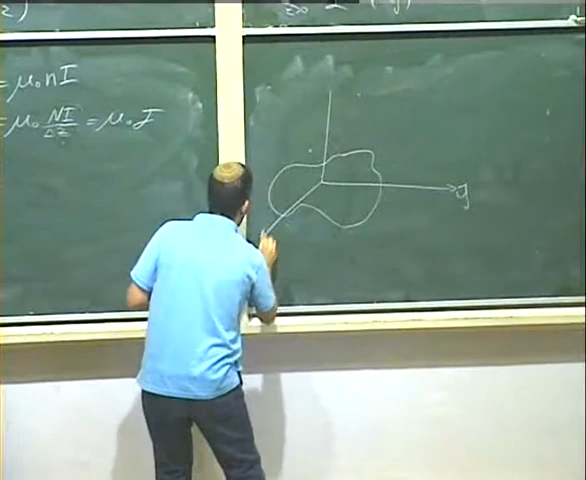 = μ₀nI
= μ₀ NI/Δz = μ₀J
y